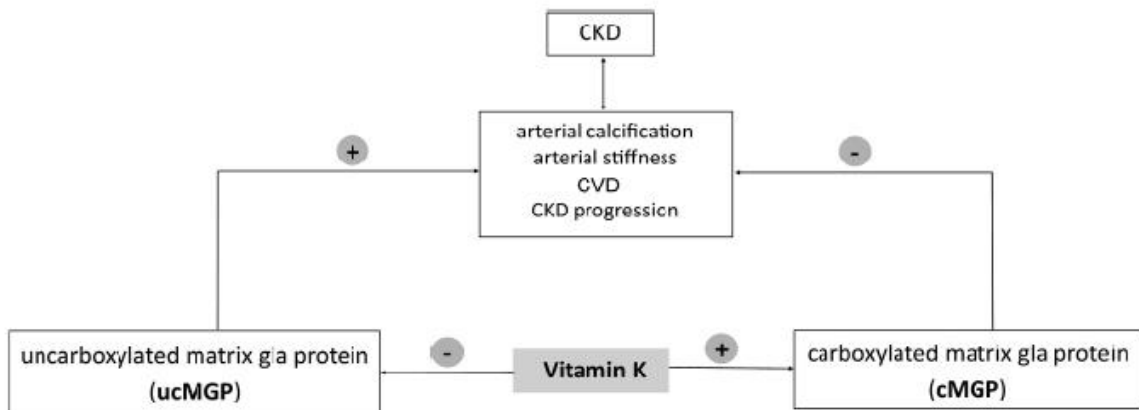 CKD
arterial calcification
arterial stiffness
CVD
CKD progression
+
-
uncarboxylated matrix gla protein
(ucMGP)
-
Vitamin K
+
carboxylated matrix gla protein
(cMGP)